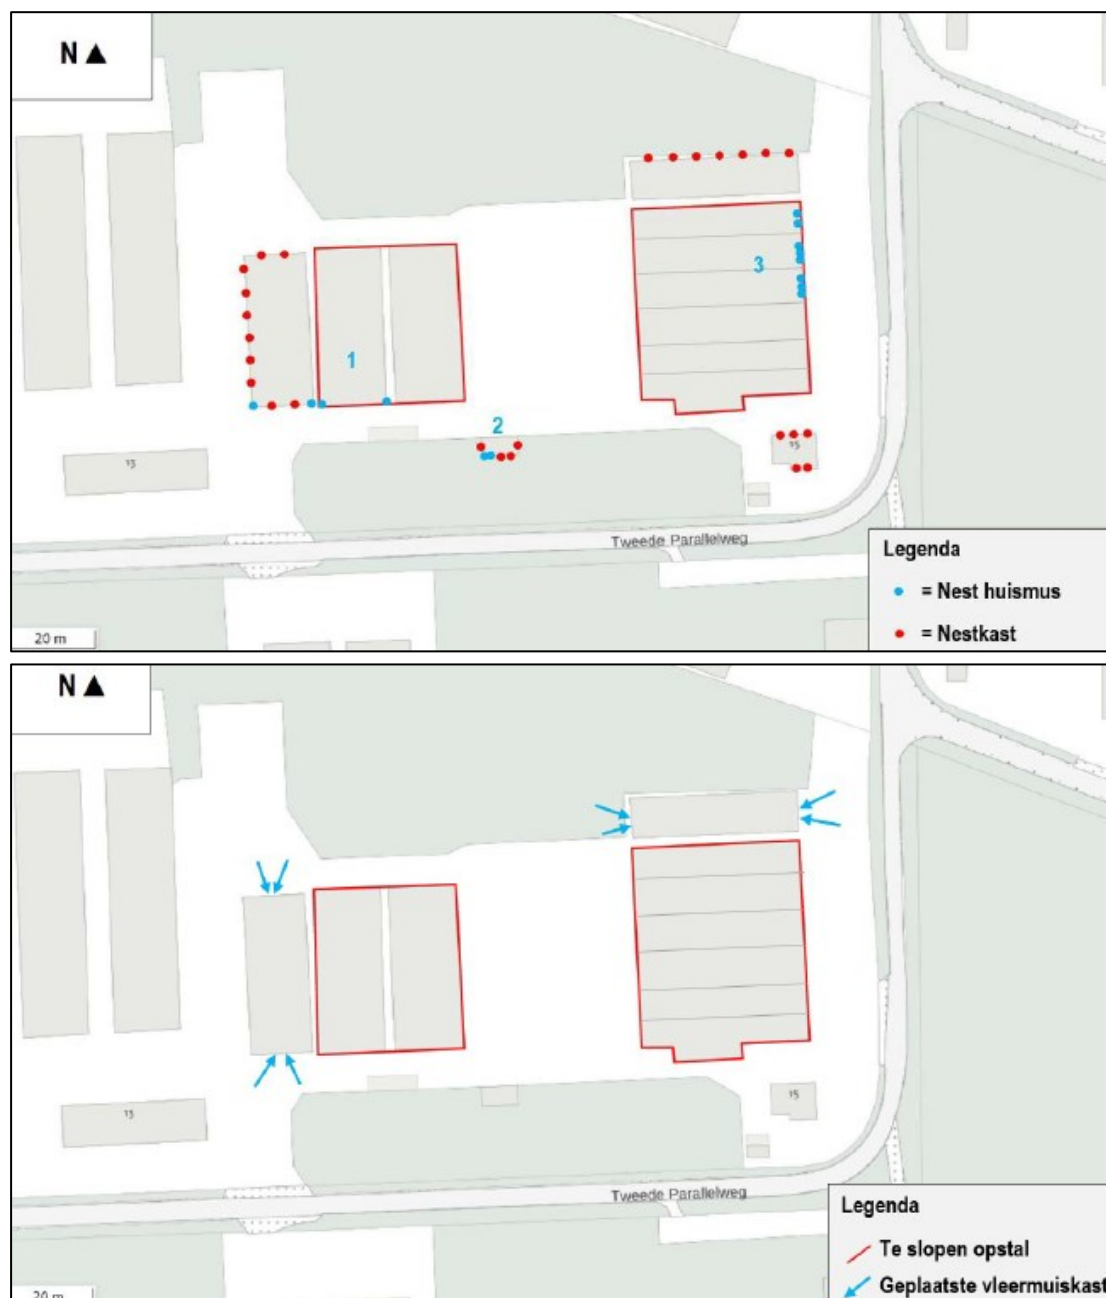 N ▲
1
3
2
13
15
Tweede Parallelweg
Legenda
= Nest huismus
= Nestkast
20 m
N ▲
13
15
Tweede Parallelweg
Legenda
Te slopen opstal
Geplaatste vleermuiskast
20 m